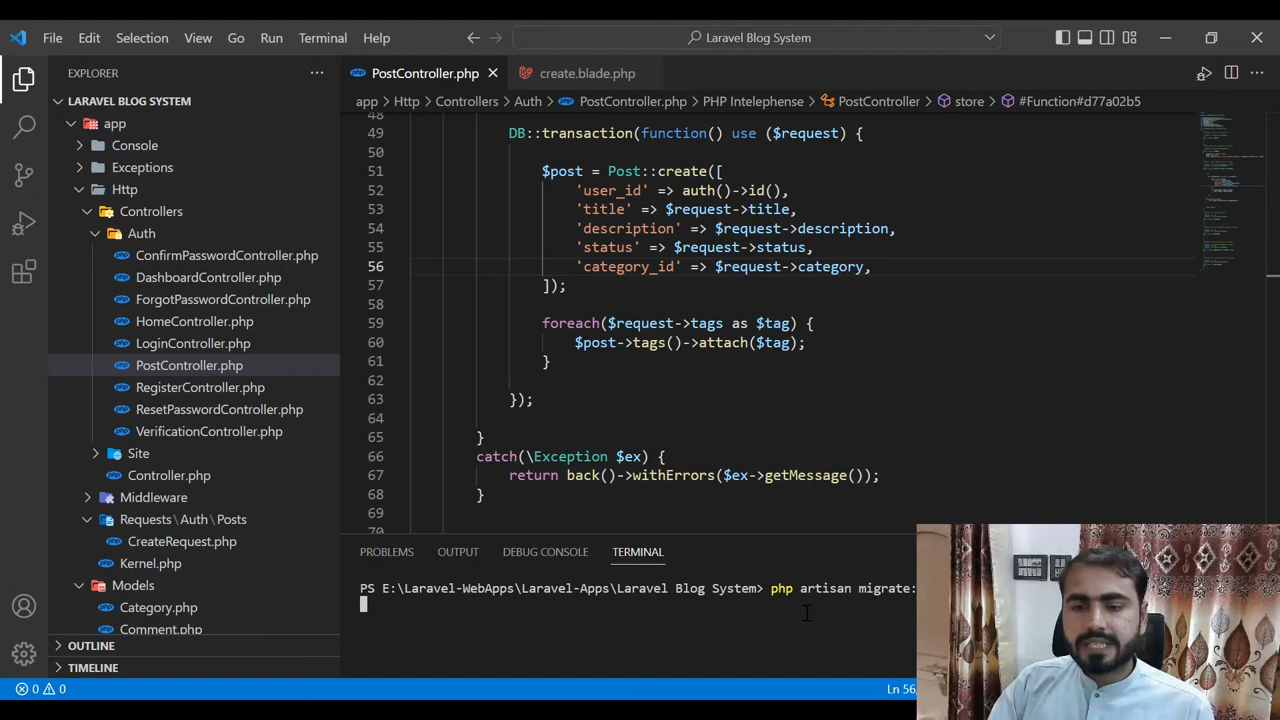 File Edit Selection View Go Run Terminal Help
Laravel Blog System
EXPLORER
LARAVEL BLOG SYSTEM
app
Console
Exceptions
Http
Controllers
Auth
ConfirmPasswordController.php
DashboardController.php
ForgotPasswordController.php
HomeController.php
LoginController.php
PostController.php
RegisterController.php
ResetPasswordController.php
VerificationController.php
Site
Controller.php
Middleware
Requests\Auth\Posts
CreateRequest.php
Kernel.php
Models
Category.php
Comment.php
OUTLINE
TIMELINE
PostController.php
create.blade.php
app > Http > Controllers > Auth > PostController.php > PHP Intelephense > PostController > store > #Function#d77a02b5
48
49 DB::transaction(function() use ($request) {
50
51 $post = Post::create([
52 'user_id' => auth()->id(),
53 'title' => $request->title,
54 'description' => $request->description,
55 'status' => $request->status,
56 'category_id' => $request->category,
57 ]);
58
59 foreach($request->tags as $tag) {
60 $post->tags()->attach($tag);
61 }
62
63 });
64
65 }
66 catch(\Exception $ex) {
67 return back()->withErrors($ex->getMessage());
68 }
70
PROBLEMS OUTPUT DEBUG CONSOLE TERMINAL
PS E:\Laravel-WebApps\Laravel-Apps\Laravel Blog System> php artisan migrate:
0 0
Ln 56,